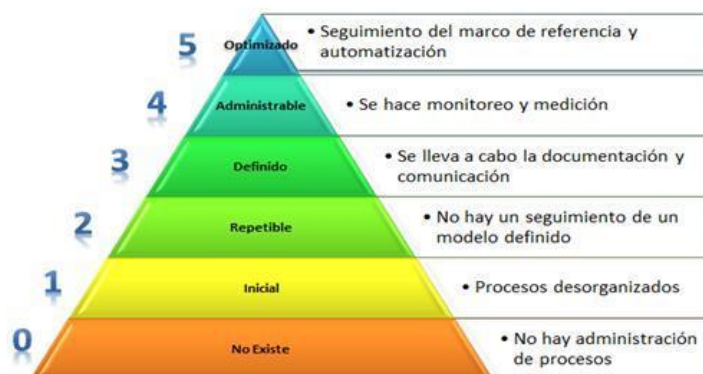 5
Optimizado
• Seguimiento del marco de referencia y
automatización
4
Administrable
• Se hace monitoreo y medición
3
Definido
• Se lleva a cabo la documentación y
comunicación
2
Repetible
• No hay un seguimiento de un
modelo definido
1
Inicial
• Procesos desorganizados
0
No Existe
• No hay administración
de procesos